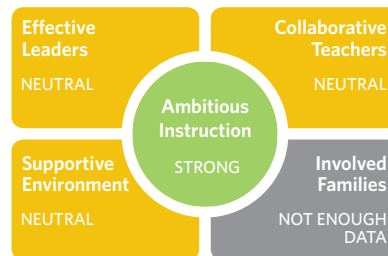 Effective
Leaders
NEUTRAL
Collaborative
Teachers
NEUTRAL
Ambitious
Instruction
STRONG
Supportive
Environment
NEUTRAL
Involved
Families
NOT ENOUGH
DATA